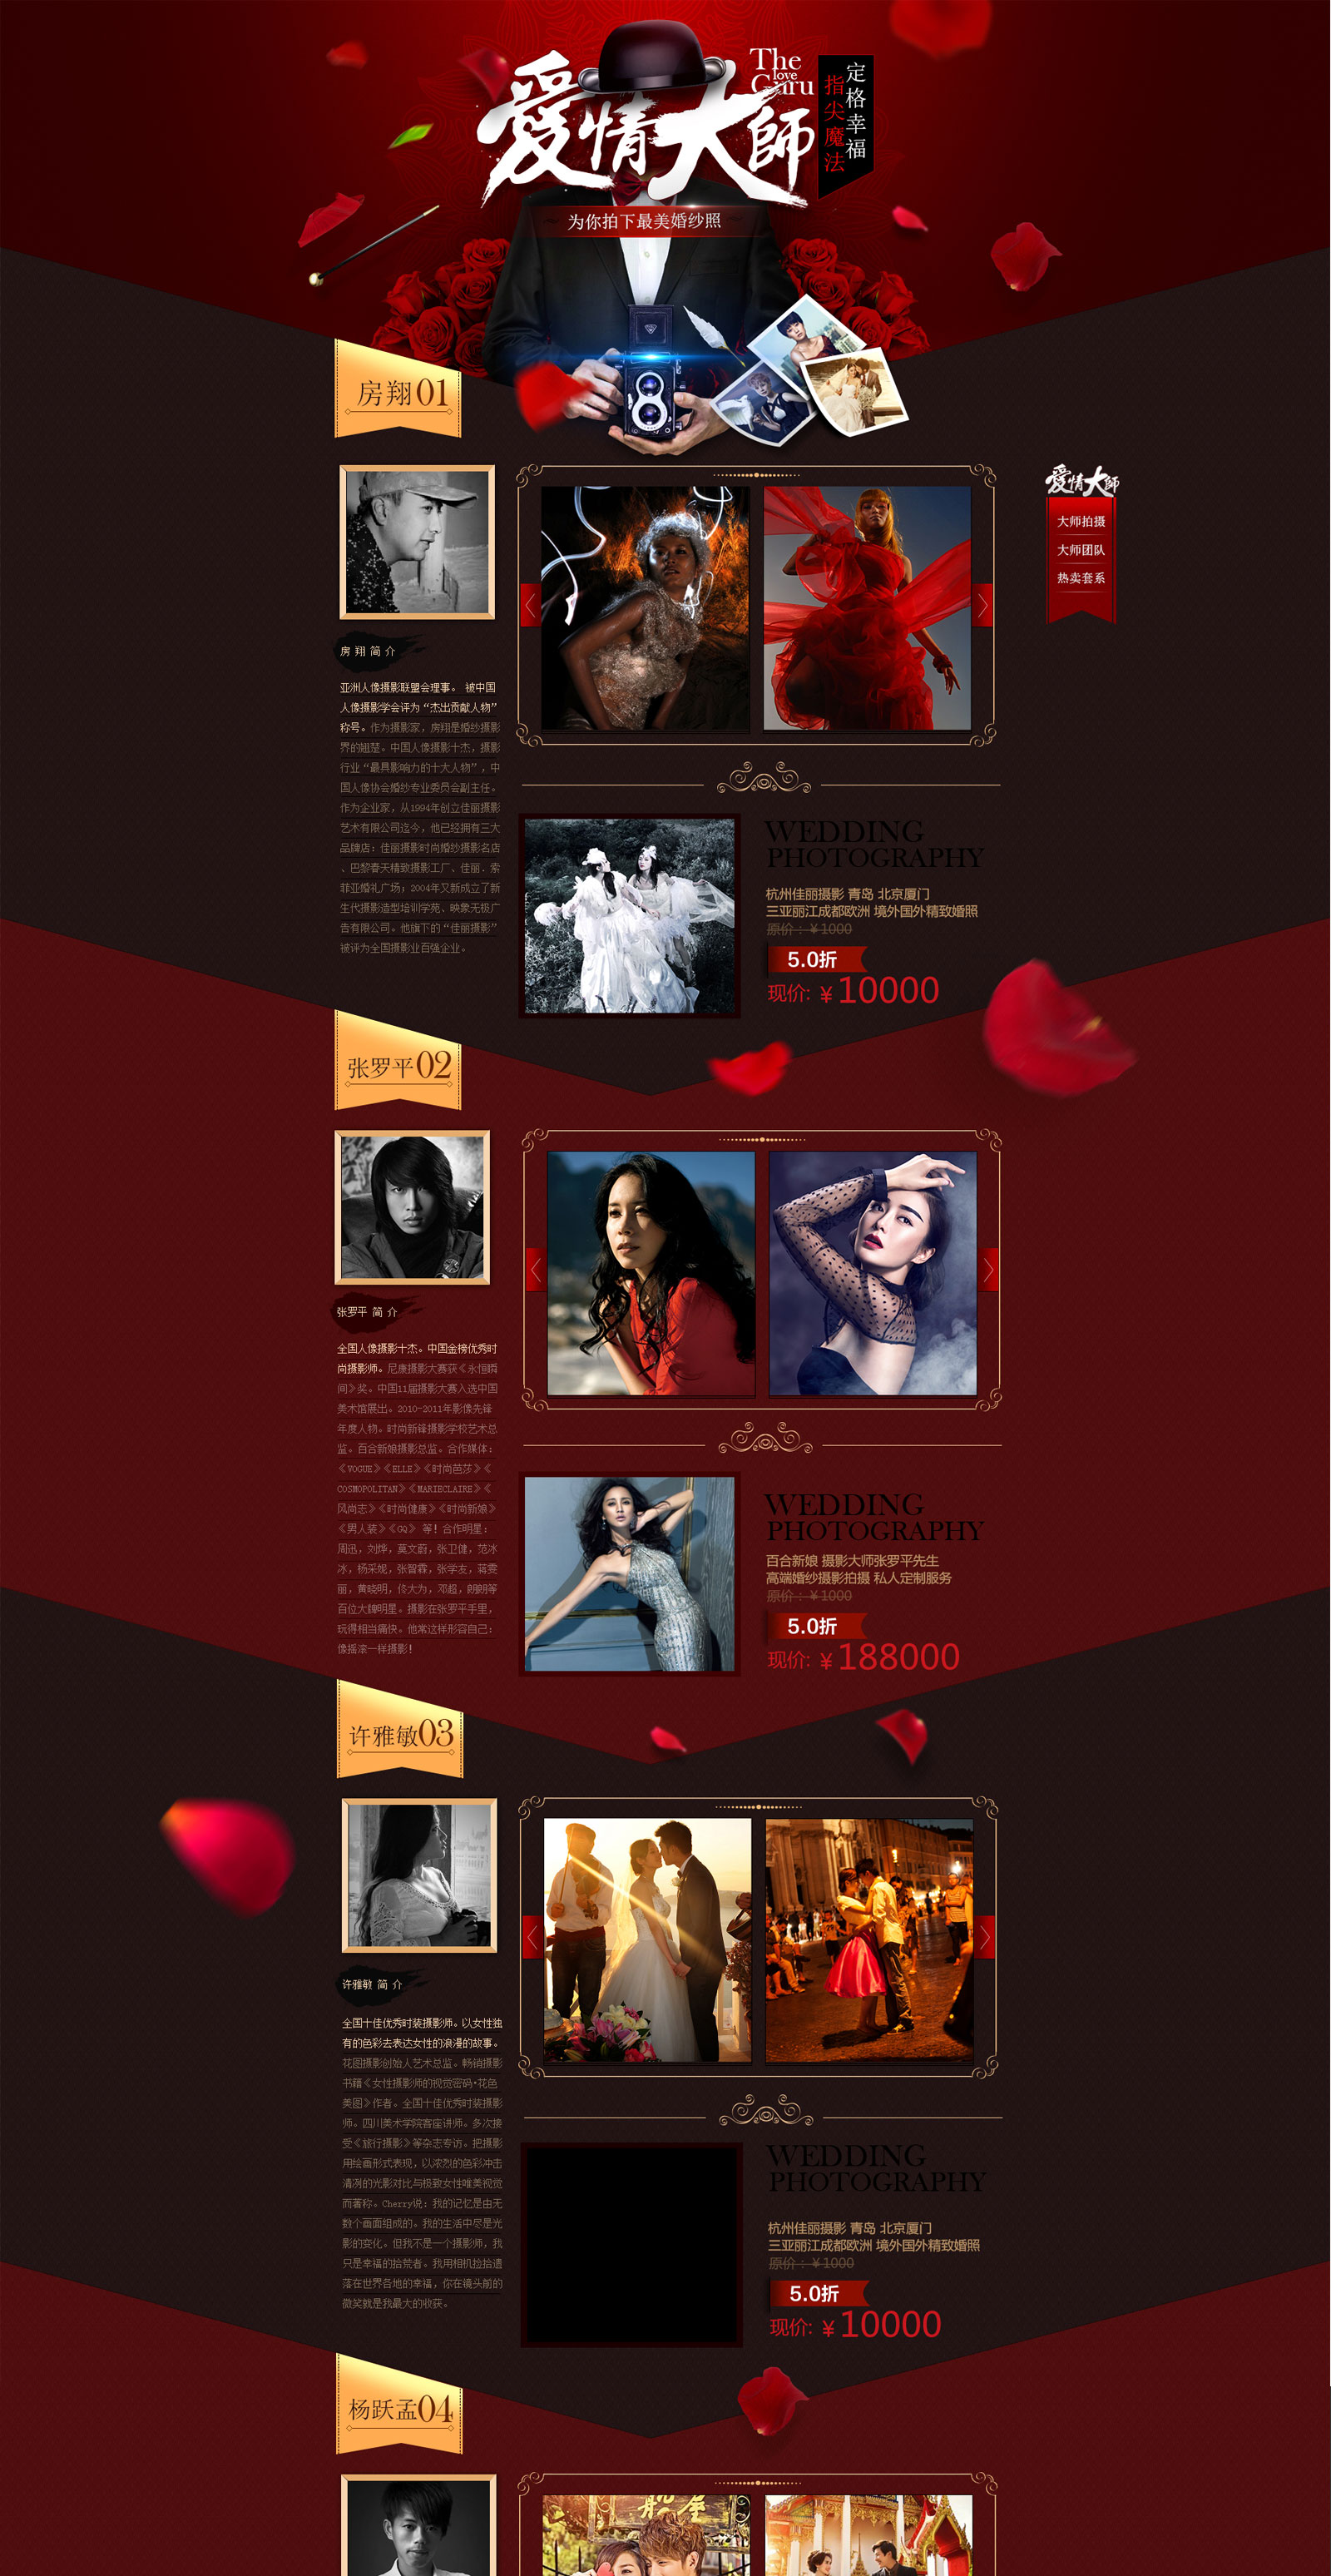 爱情大師
The
love
Guru
定格幸福
指尖魔法
为你拍下最美婚纱照
房翔01
爱情大師
大师拍摄
大师团队
热卖套系
房 翔 简 介
亚洲人像摄影联盟会理事。 被中国
人像摄影学会评为“杰出贡献人物”
称号。作为摄影家，房翔是婚纱摄影
界的翘楚。中国人像摄影十杰，摄影
行业“最具影响力的十大人物”，中
国人像协会婚纱专业委员会副主任。
作为企业家，从1994年创立佳丽摄影
艺术有限公司迄今，他已经拥有三大
品牌店：佳丽摄影时尚婚纱摄影名店
、巴黎春天精致摄影工厂、佳丽．索
菲亚婚礼广场；2004年又新成立了新
生代摄影造型培训学苑、映象无极广
告有限公司。他旗下的“佳丽摄影”
被评为全国摄影业百强企业。
WEDDING
PHOTOGRAPHY
杭州佳丽摄影 青岛 北京厦门
三亚丽江成都欧洲 境外国外精致婚照
原价：￥1000
5.0折
现价: ￥10000
张罗平02
张罗平 简 介
全国人像摄影十杰。中国金榜优秀时
尚摄影师。尼康摄影大赛获《永恒瞬
间》奖。中国11届摄影大赛入选中国
美术馆展出。2010-2011年影像先锋
年度人物。时尚新锋摄影学校艺术总
监。百合新娘摄影总监。合作媒体：
《VOGUE》《ELLE》《时尚芭莎》《
COSMOPOLITAN》《MARIECLAIRE》《
风尚志》《时尚健康》《时尚新娘》
《男人装》《GQ》 等！合作明星：
周迅，刘烨，莫文蔚，张卫健，范冰
冰，杨采妮，张智霖，张学友，蒋雯
丽，黄晓明，佟大为，邓超，朗朗等
百位大牌明星。摄影在张罗平手里，
玩得相当痛快。他常这样形容自己：
像摇滚一样摄影！
WEDDING
PHOTOGRAPHY
百合新娘 摄影大师张罗平先生
高端婚纱摄影拍摄 私人定制服务
原价：￥1000
5.0折
现价: ￥188000
许雅敏03
许雅敏 简 介
全国十佳优秀时装摄影师。以女性独
有的色彩去表达女性的浪漫的故事。
花图摄影创始人艺术总监。畅销摄影
书籍《女性摄影师的视觉密码•花色
美图》作者。全国十佳优秀时装摄影
师。四川美术学院客座讲师。多次接
受《旅行摄影》等杂志专访。把摄影
用绘画形式表现，以浓烈的色彩冲击
清冽的光影对比与极致女性唯美视觉
而著称。Cherry说：我的记忆是由无
数个画面组成的。我的生活中尽是光
影的变化。但我不是一个摄影师，我
只是幸福的拾荒者。我用相机捡拾遗
落在世界各地的幸福，你在镜头前的
微笑就是我最大的收获。
WEDDING
PHOTOGRAPHY
杭州佳丽摄影 青岛 北京厦门
三亚丽江成都欧洲 境外国外精致婚照
原价：￥1000
5.0折
现价: ￥10000
杨跃孟04